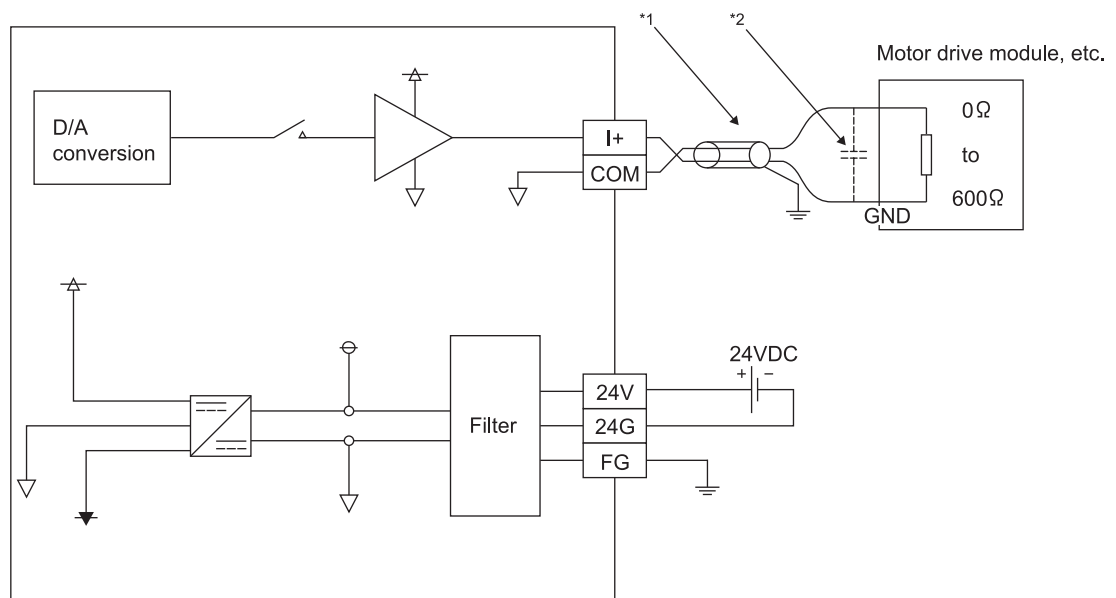 *1
*2
Motor drive module, etc.
D/A
conversion
I+
COM
0Ω
to
600Ω
GND
24VDC
+ −
Filter
24V
24G
FG